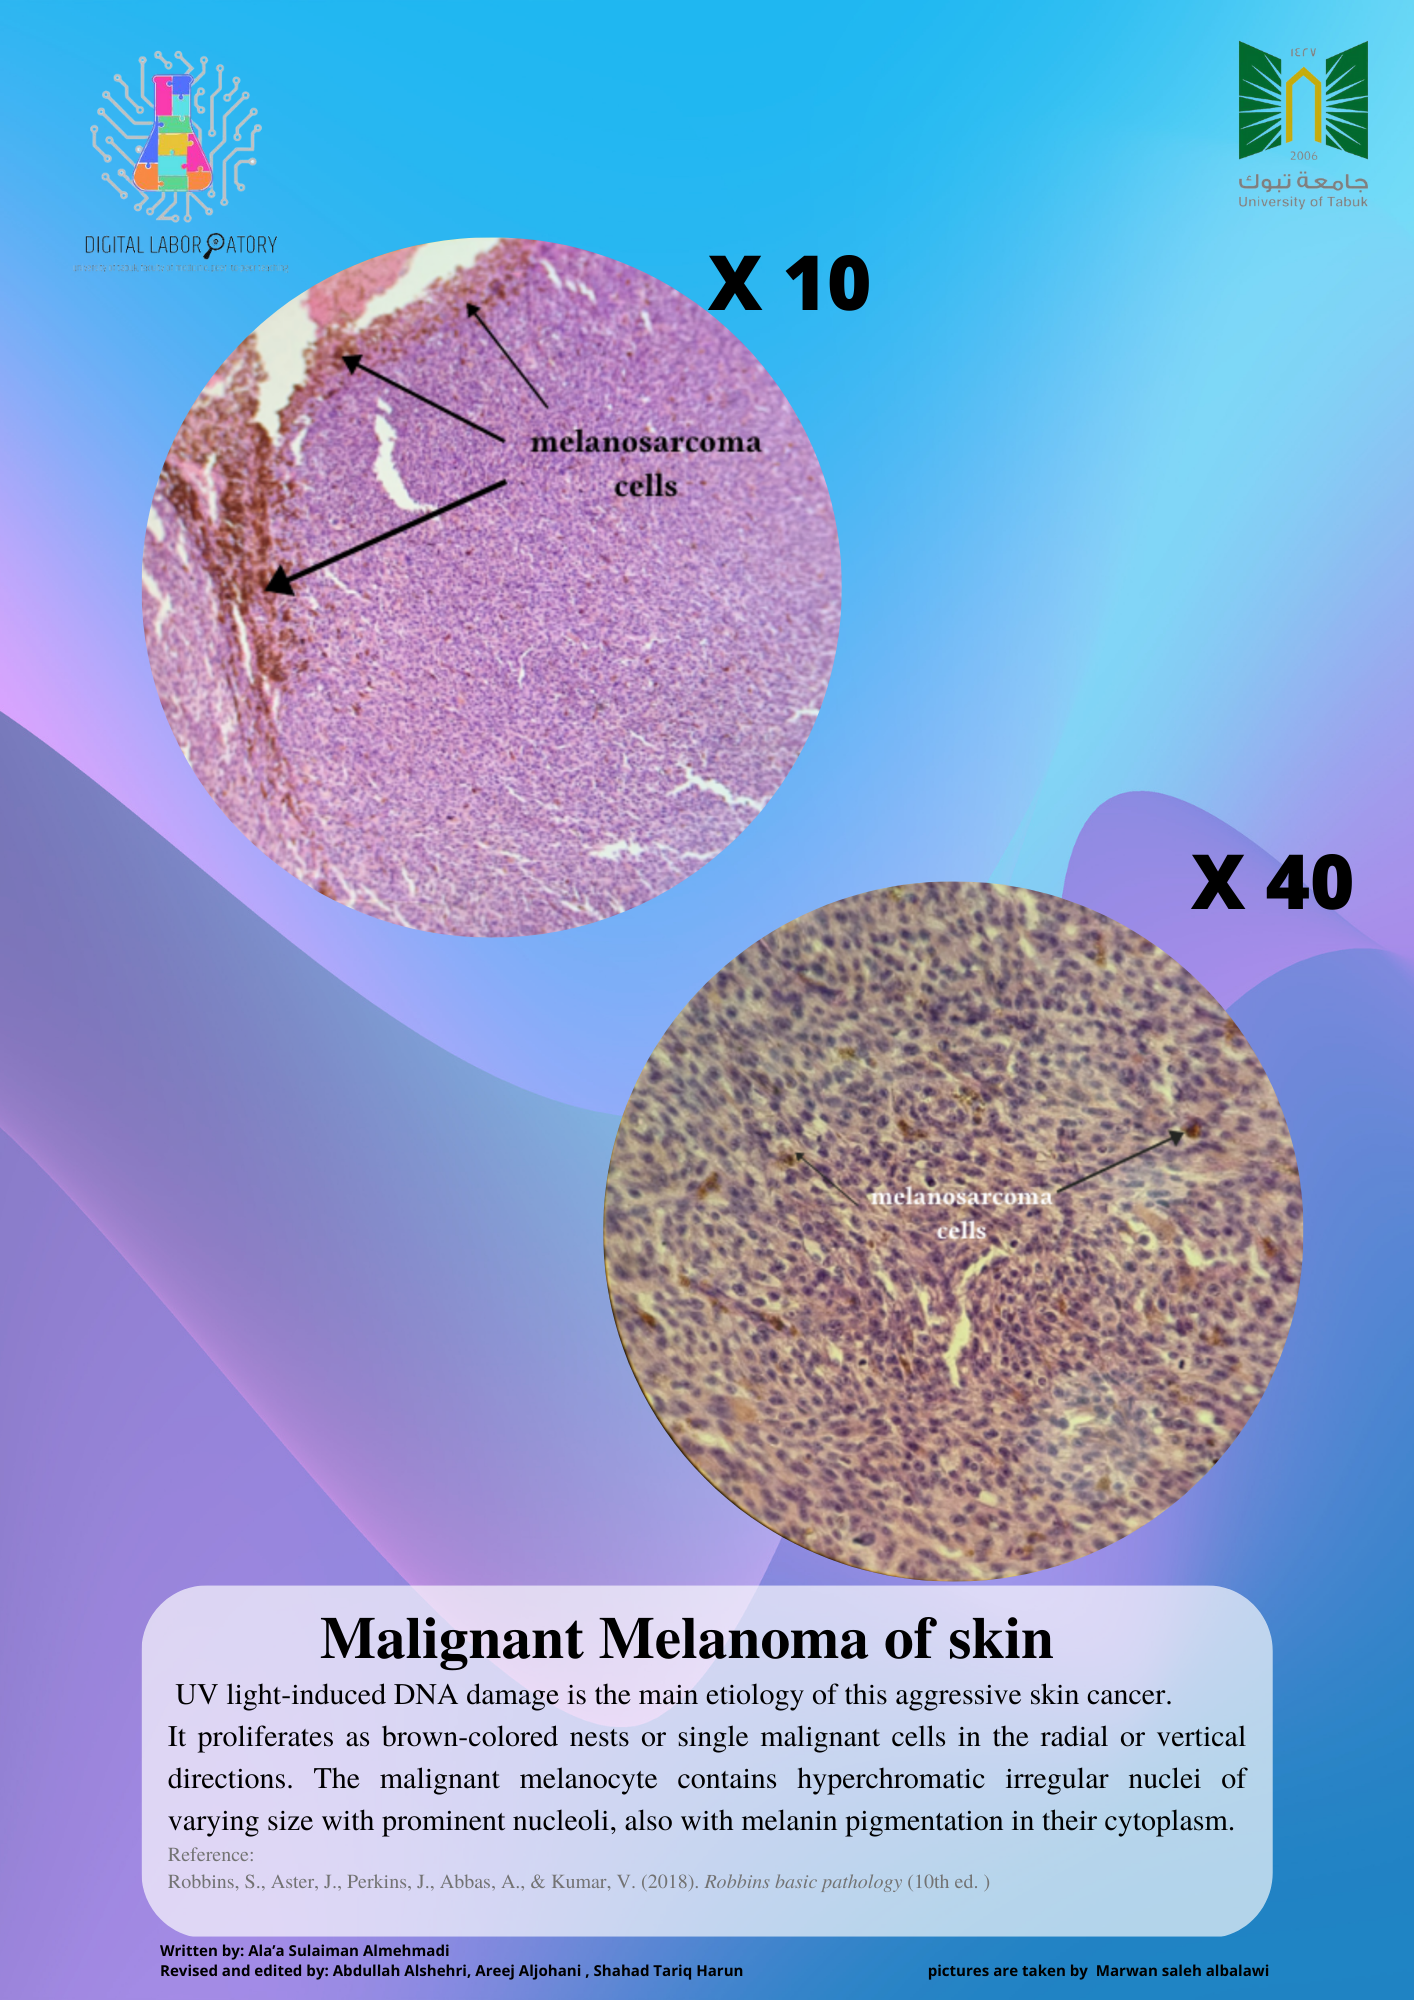 ١٤٢٧
2006
جامعة تبوك
University of Tabuk
DIGITAL LABORATORY
X 10
melanosarcoma
cells
X 40
melanosarcoma
cells
Malignant Melanoma of skin
UV light-induced DNA damage is the main etiology of this aggressive skin cancer.
It proliferates as brown-colored nests or single malignant cells in the radial or vertical
directions. The malignant melanocyte contains hyperchromatic irregular nuclei of
varying size with prominent nucleoli, also with melanin pigmentation in their cytoplasm.
Reference:
Robbins, S., Aster, J., Perkins, J., Abbas, A., & Kumar, V. (2018). Robbins basic pathology (10th ed. )
Written by: Ala’a Sulaiman Almehmadi
Revised and edited by: Abdullah Alshehri, Areej Aljohani , Shahad Tariq Harun
pictures are taken by Marwan saleh albalawi